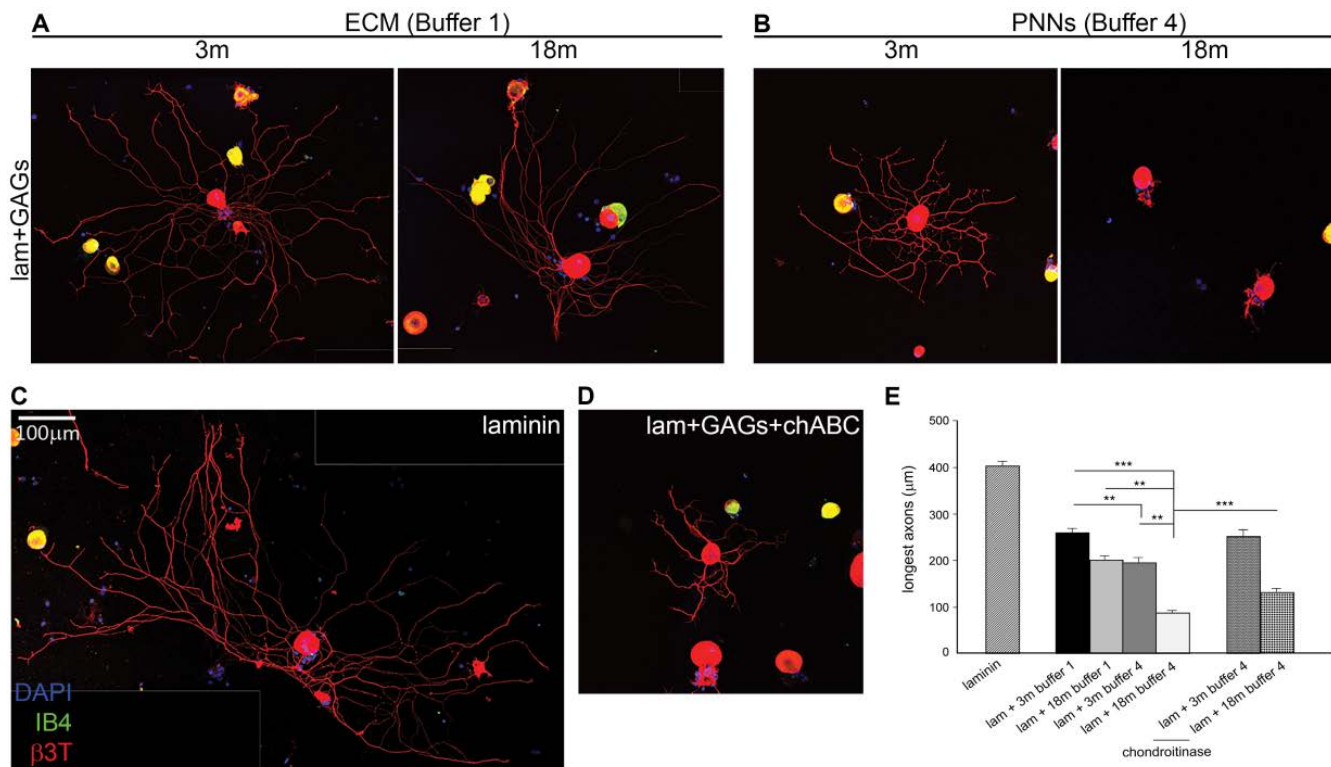 A
ECM (Buffer 1)
3m
18m
lam+GAGs
B
PNNs (Buffer 4)
3m
18m
C
100μm
laminin
DAPI
IB4
β3T
D
lam+GAGs+chABC
E
longest axons (μm)
500
400
300
200
100
0
***
**
**
**
***
laminin
lam + 3m buffer 1
lam + 18m buffer 1
lam + 3m buffer 4
lam + 18m buffer 4
lam + 3m buffer 4
lam + 18m buffer 4
chondroitinase